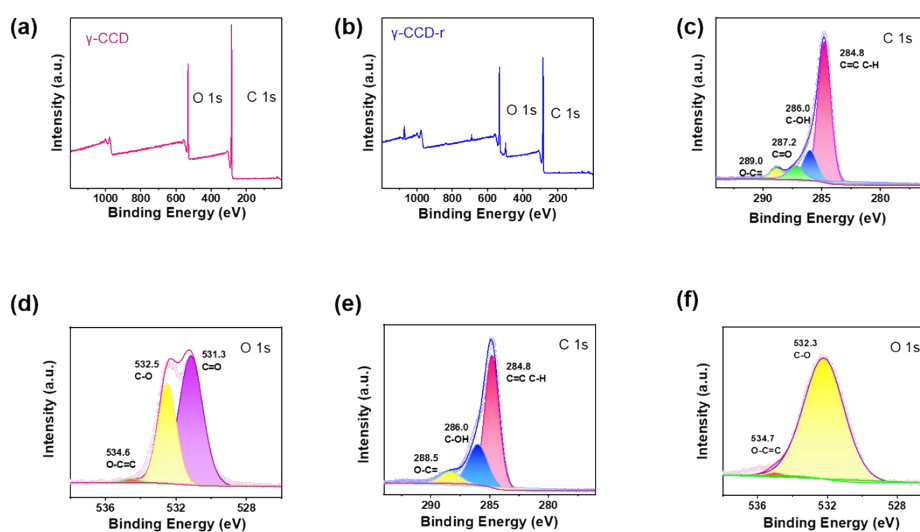 (a)
γ-CCD
O 1s
C 1s
Intensity (a.u.)
1000 800 600 400 200 0
Binding Energy (eV)
(b)
γ-CCD-r
O 1s
C 1s
Intensity (a.u.)
1000 800 600 400 200 0
Binding Energy (eV)
(c)
C 1s
284.8
C=C C-H
286.0
C-OH
287.2
C=O
289.0
O-C=
Intensity (a.u.)
290 285 280
Binding Energy (eV)
(d)
O 1s
532.5
C-O
531.3
C=O
534.6
O-C=C
Intensity (a.u.)
536 532 528
Binding Energy (eV)
(e)
C 1s
284.8
C=C C-H
286.0
C-OH
288.5
O-C=
Intensity (a.u.)
290 285 280
Binding Energy (eV)
(f)
O 1s
532.3
C-O
534.7
O-C=C
Intensity (a.u.)
536 532 528
Binding Energy (eV)